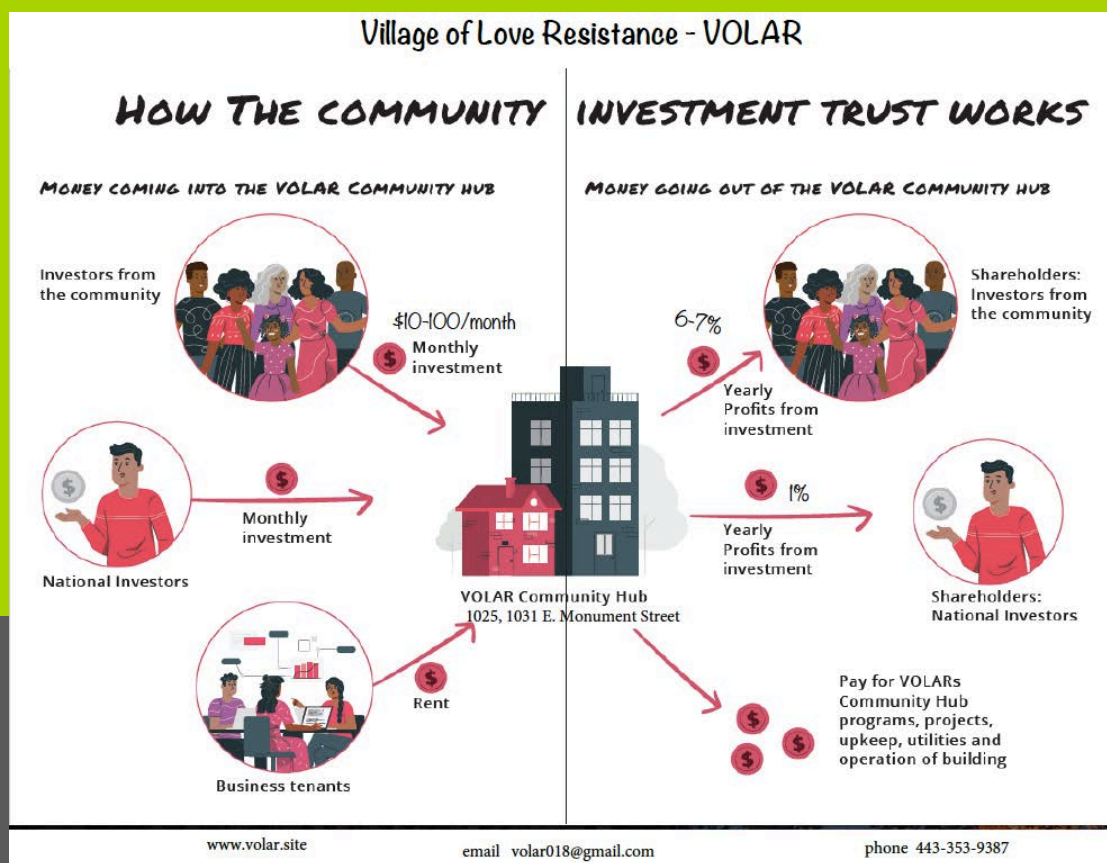 Village of Love Resistance - VOLAR
HOW THE COMMUNITY INVESTMENT TRUST WORKS
MONEY COMING INTO THE VOLAR COMMUNITY HUB
Investors from
the community
$10-100/month
$ Monthly
investment
$
$
Monthly
investment
National Investors
$
Rent
Business tenants
VOLAR Community Hub
1025, 1031 E. Monument Street
MONEY GOING OUT OF THE VOLAR COMMUNITY HUB
6-7%
$
Yearly
Profits from
investment
Shareholders:
Investors from
the community
$ 1%
Yearly
Profits from
investment
$
Shareholders:
National Investors
$
$
$
Pay for VOLARs
Community Hub
programs, projects,
upkeep, utilities and
operation of building
www.volar.site
email volar018@gmail.com
phone 443-353-9387